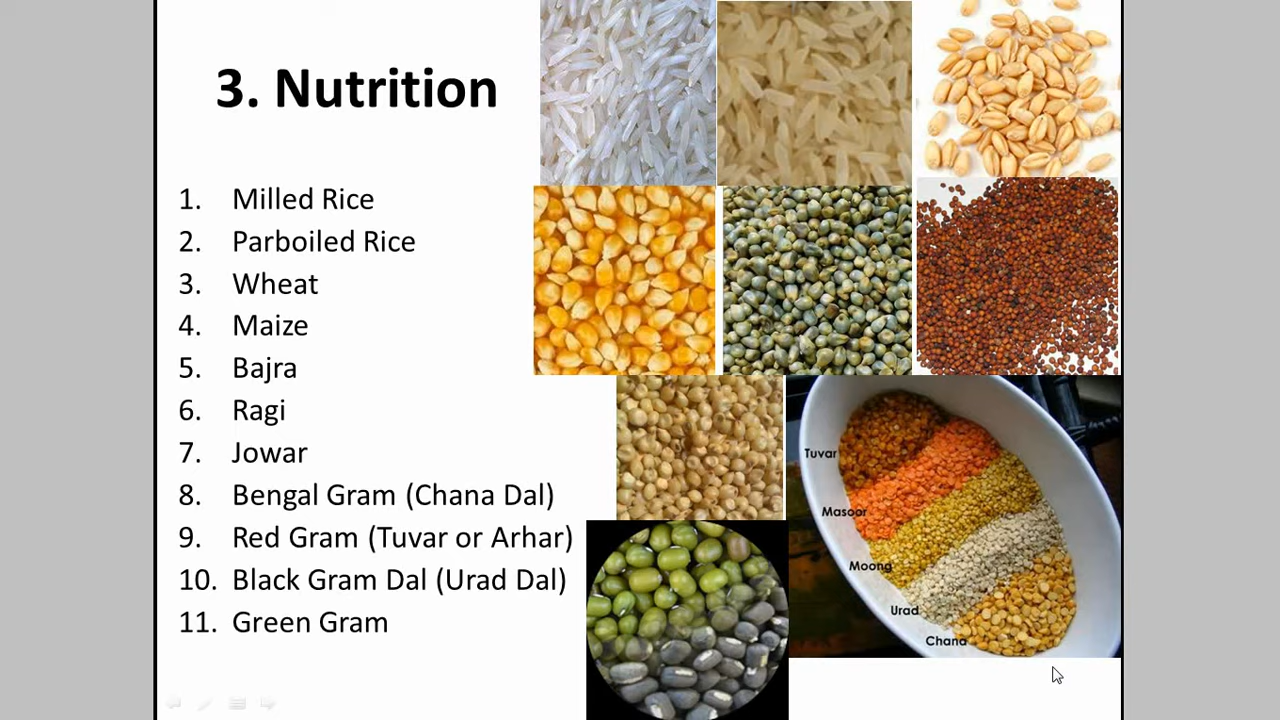 3. Nutrition
1. Milled Rice
2. Parboiled Rice
3. Wheat
4. Maize
5. Bajra
6. Ragi
7. Jowar
8. Bengal Gram (Chana Dal)
9. Red Gram (Tuvar or Arhar)
10. Black Gram Dal (Urad Dal)
11. Green Gram
Tuvar
Masoor
Moong
Urad
Chana